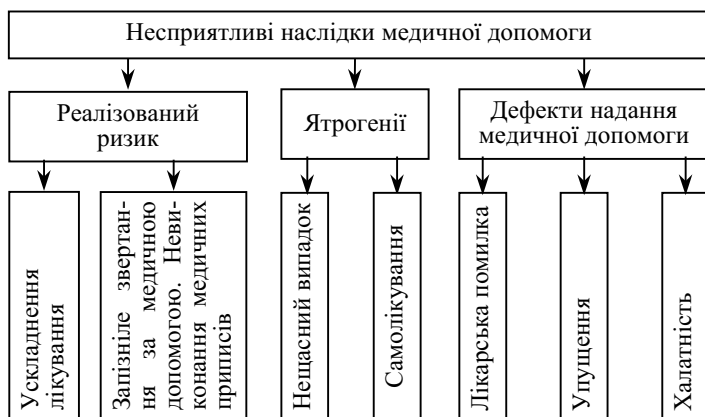 Несприятливі наслідки медичної допомоги
Реалізований
ризик
Ятрогенії
Дефекти надання
медичної допомоги
Ускладнення
лікування
Запізніле звертан-
ня за медичною
допомогою. Неви-
конання медичних
приписів
Нещасний випадок
Самолікування
Лікарська помилка
Упущення
Халатність